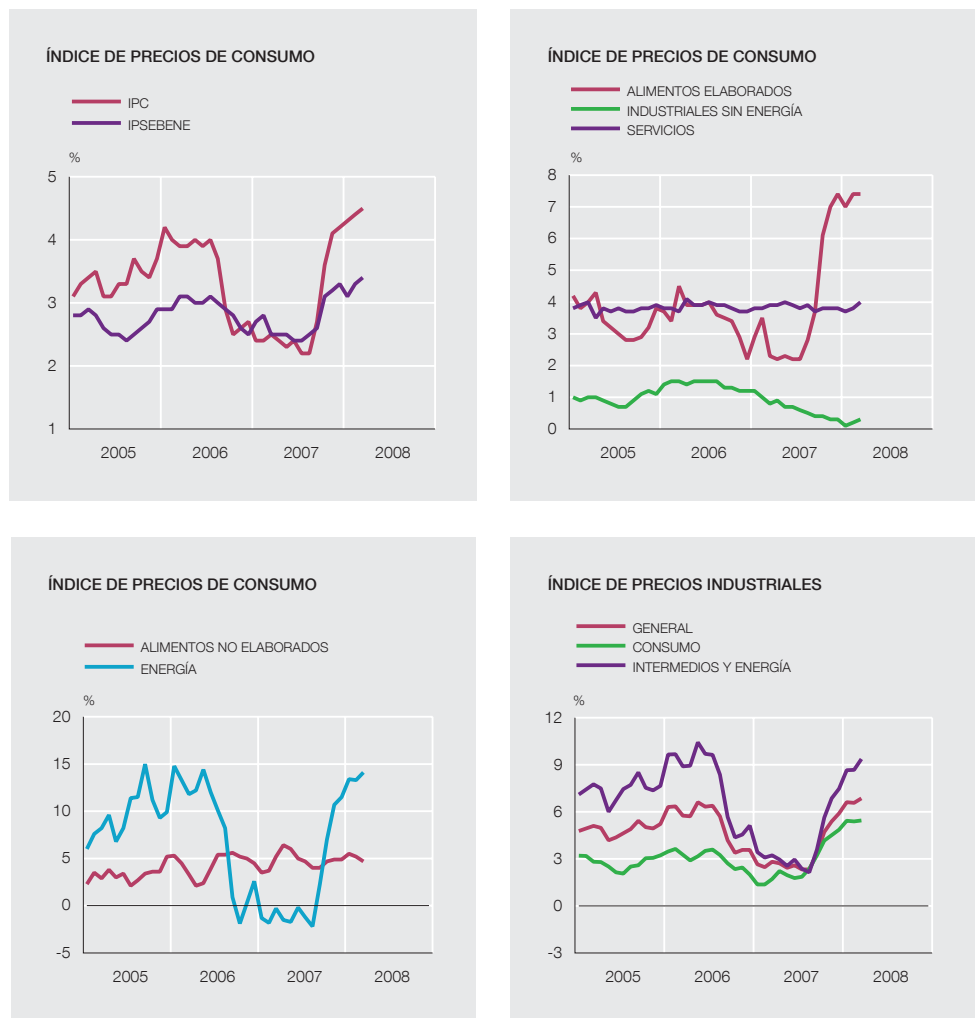 ÍNDICE DE PRECIOS DE CONSUMO
IPC
IPSEBENE
%
5
4
3
2
1
2005 2006 2007 2008
ÍNDICE DE PRECIOS DE CONSUMO
ALIMENTOS ELABORADOS
INDUSTRIALES SIN ENERGÍA
SERVICIOS
%
8
7
6
5
4
3
2
1
0
2005 2006 2007 2008
ÍNDICE DE PRECIOS DE CONSUMO
ALIMENTOS NO ELABORADOS
ENERGÍA
%
20
15
10
5
0
-5
2005 2006 2007 2008
ÍNDICE DE PRECIOS INDUSTRIALES
GENERAL
CONSUMO
INTERMEDIOS Y ENERGÍA
%
12
9
6
3
0
-3
2005 2006 2007 2008